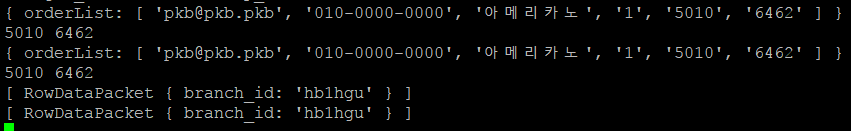 { orderList: [ 'pkb@pkb.pkb', '010-0000-0000', '아메리카노', '1', '5010', '6462' ] }
5010 6462
{ orderList: [ 'pkb@pkb.pkb', '010-0000-0000', '아메리카노', '1', '5010', '6462' ] }
5010 6462
[ RowDataPacket { branch_id: 'hb1hgu' } ]
[ RowDataPacket { branch_id: 'hb1hgu' } ]